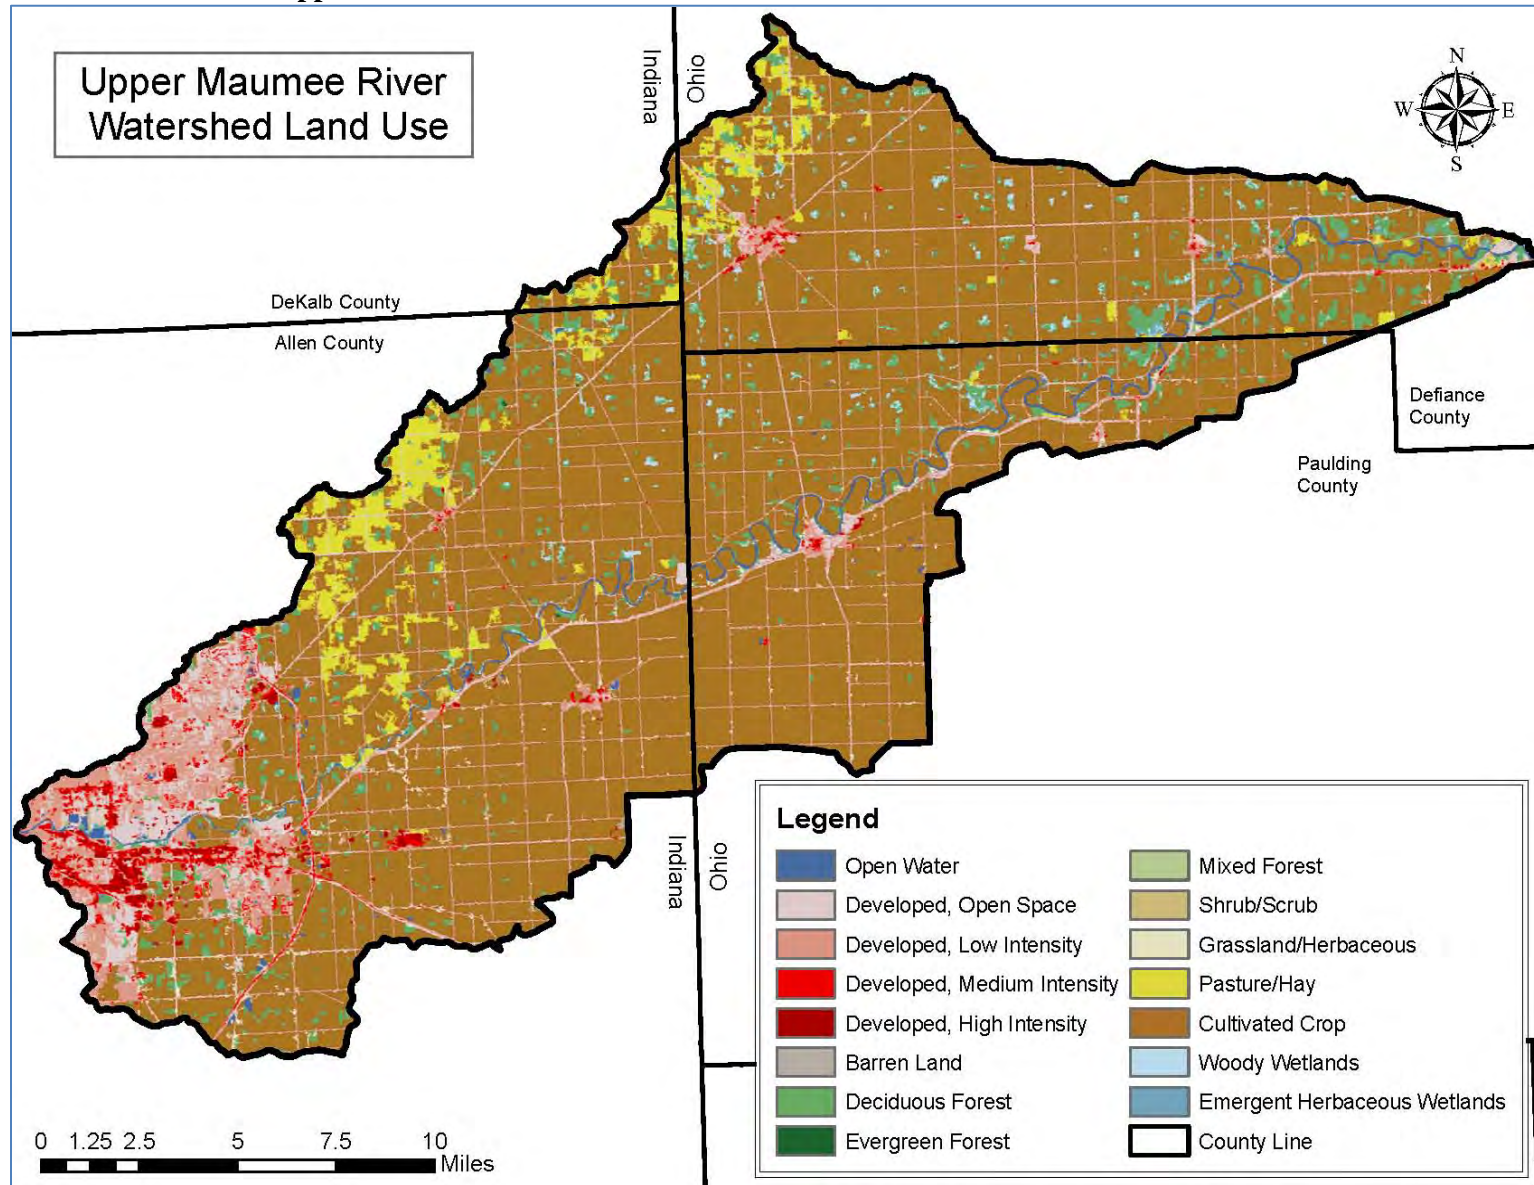 Upper Maumee River
Watershed Land Use
Indiana
Ohio
N
W
E
S
DeKalb County
Allen County
Defiance
County
Paulding
County
Indiana
Ohio
Legend
Open Water
Developed, Open Space
Developed, Low Intensity
Developed, Medium Intensity
Developed, High Intensity
Barren Land
Deciduous Forest
Evergreen Forest
Mixed Forest
Shrub/Scrub
Grassland/Herbaceous
Pasture/Hay
Cultivated Crop
Woody Wetlands
Emergent Herbaceous Wetlands
County Line
0 1.25 2.5 5 7.5 10
Miles